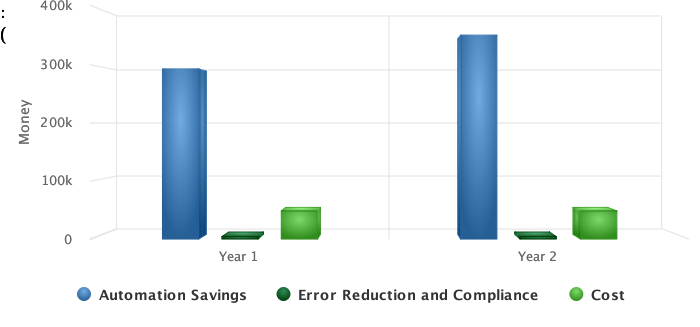 :
(
400k
300k
200k
100k
0
Money
Year 1 Year 2
Automation Savings Error Reduction and Compliance Cost